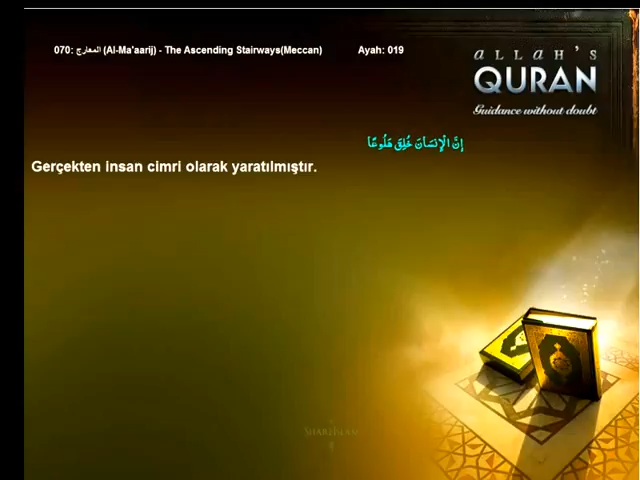 070: المعارج (Al-Ma'aarij) - The Ascending Stairways(Meccan) Ayah: 019
ALLAH'S
QURAN
Guidance without doubt
إِنَّ الْإِنسَانَ خُلِقَ هَلُوعًا
Gerçekten insan cimri olarak yaratılmıştır.
SHAREISLAM